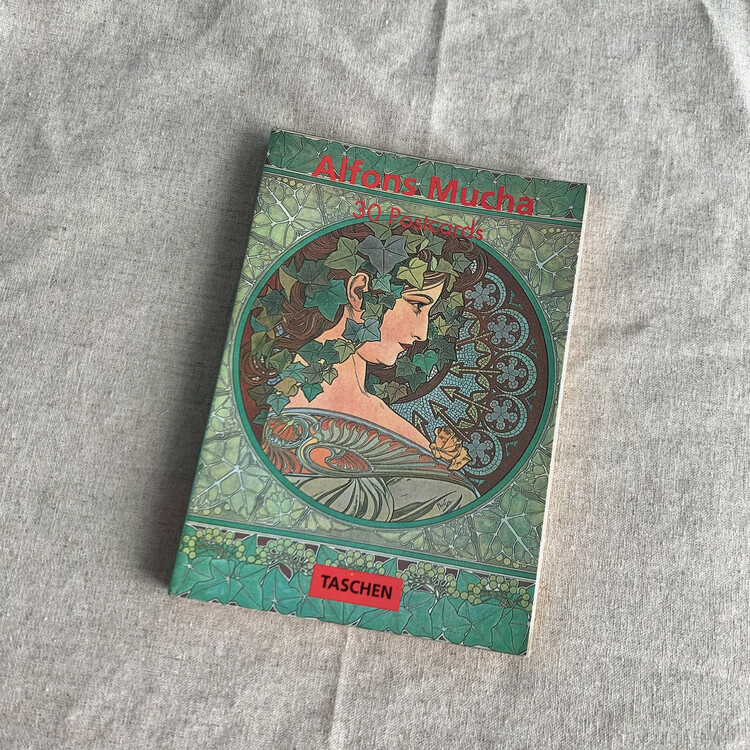 Alfons Mucha
30 Postcards
TASCHEN